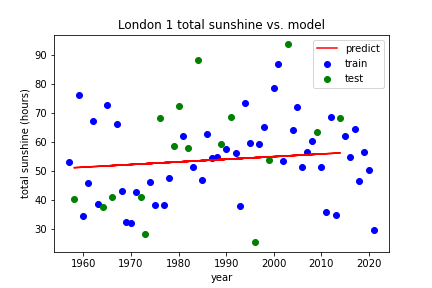 London 1 total sunshine vs. model
predict
train
test
total sunshine (hours)
90
80
70
60
50
40
30
1960 1970 1980 1990 2000 2010 2020
year